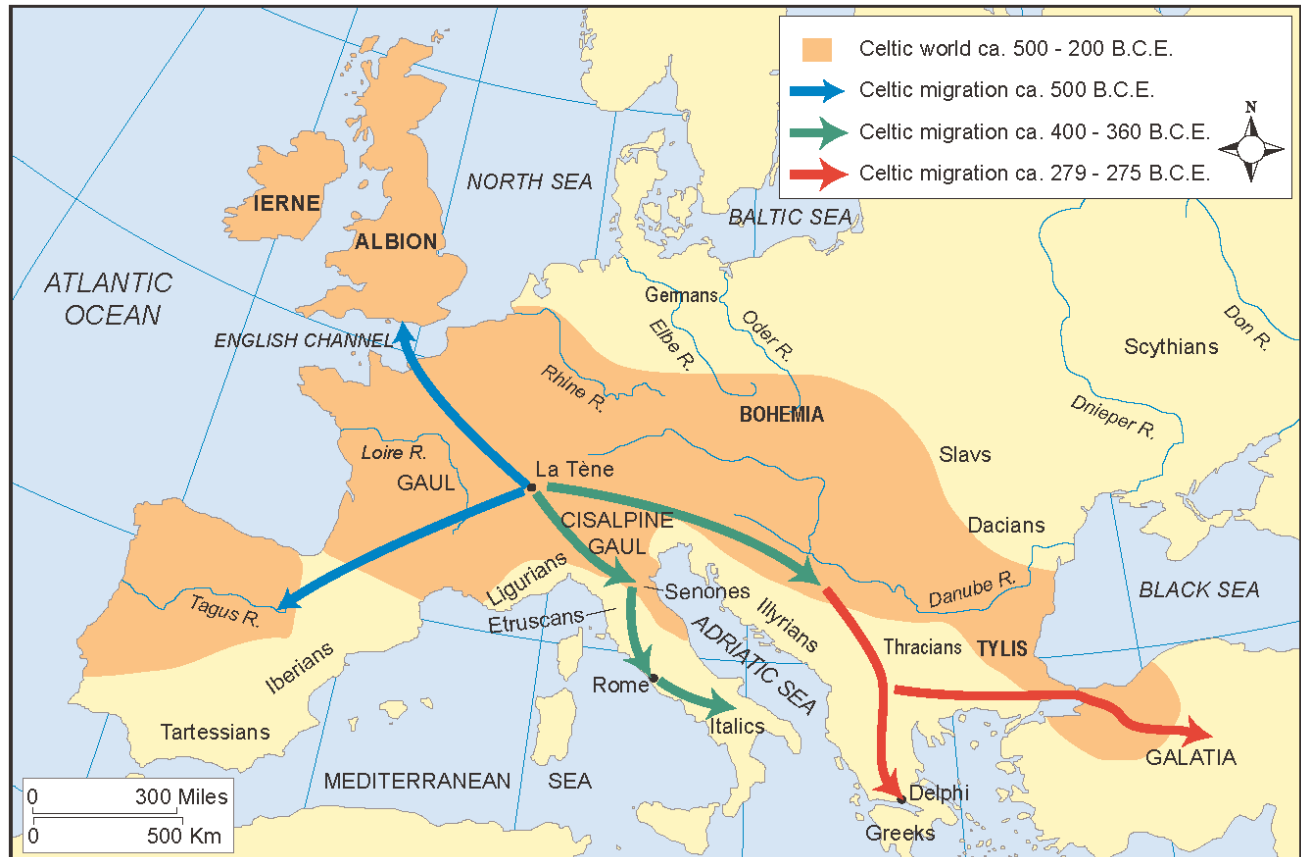 Celtic world ca. 500 - 200 B.C.E.
Celtic migration ca. 500 B.C.E.
Celtic migration ca. 400 - 360 B.C.E.
Celtic migration ca. 279 - 275 B.C.E.
N
NORTH SEA
BALTIC SEA
IERNE
ALBION
ATLANTIC
OCEAN
ENGLISH CHANNEL
Germans
Elbe R.
Oder R.
Don R.
Scythians
Dnieper R.
Rhine R.
BOHEMIA
Loire R.
GAUL
La Tène
Slavs
CISALPINE
GAUL
Dacians
Ligurians
Senones
Etruscans
Illyrians
Danube R.
BLACK SEA
Tagus R.
ADRIATIC SEA
Thracians
TYLIS
Iberians
Rome
Italics
Tartessians
GALATIA
MEDITERRANEAN SEA
Delphi
Greeks
0 300 Miles
0 500 Km